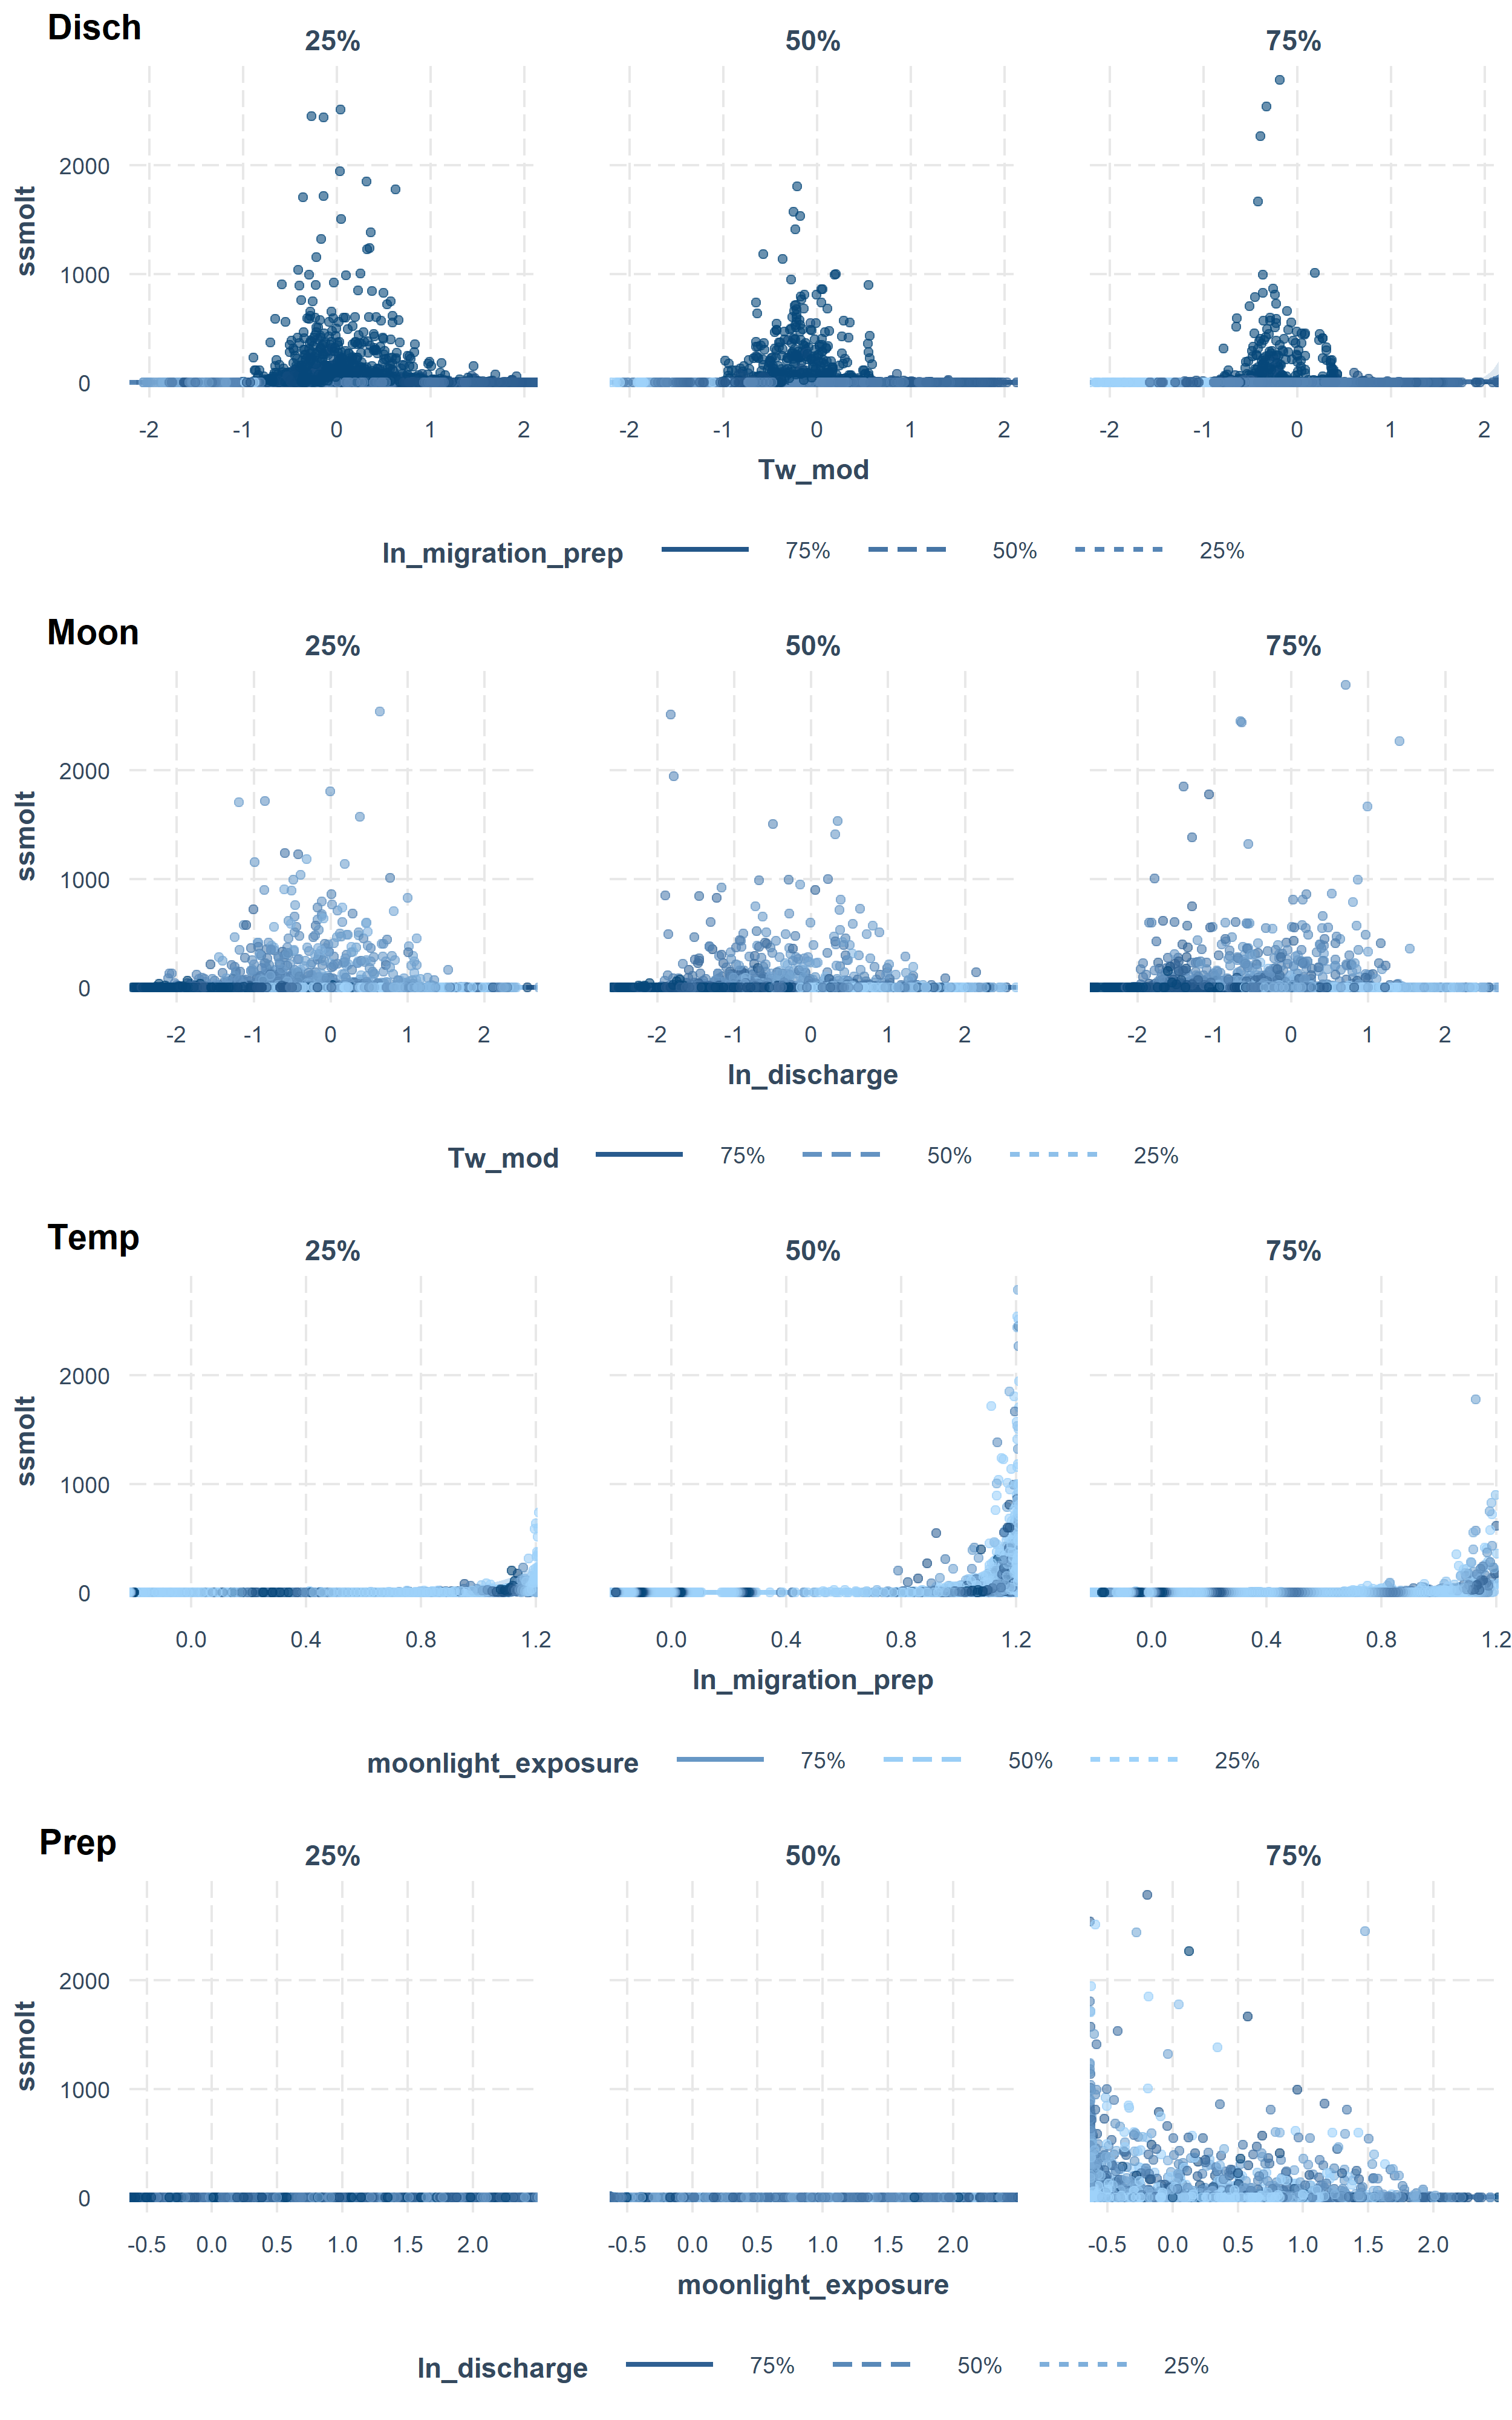 Disch
25% 50% 75%
2000
1000
0
ssmolt
-2 -1 0 1 2 -2 -1 0 1 2 -2 -1 0 1 2
Tw_mod
ln_migration_prep 75% 50% 25%
Moon
25% 50% 75%
2000
1000
0
ssmolt
-2 -1 0 1 2 -2 -1 0 1 2 -2 -1 0 1 2
ln_discharge
Tw_mod 75% 50% 25%
Temp
25% 50% 75%
2000
1000
0
ssmolt
0.0 0.4 0.8 1.2 0.0 0.4 0.8 1.2 0.0 0.4 0.8 1.2
ln_migration_prep
moonlight_exposure 75% 50% 25%
Prep
25% 50% 75%
2000
1000
0
ssmolt
-0.5 0.0 0.5 1.0 1.5 2.0 -0.5 0.0 0.5 1.0 1.5 2.0 -0.5 0.0 0.5 1.0 1.5 2.0
moonlight_exposure
ln_discharge 75% 50% 25%